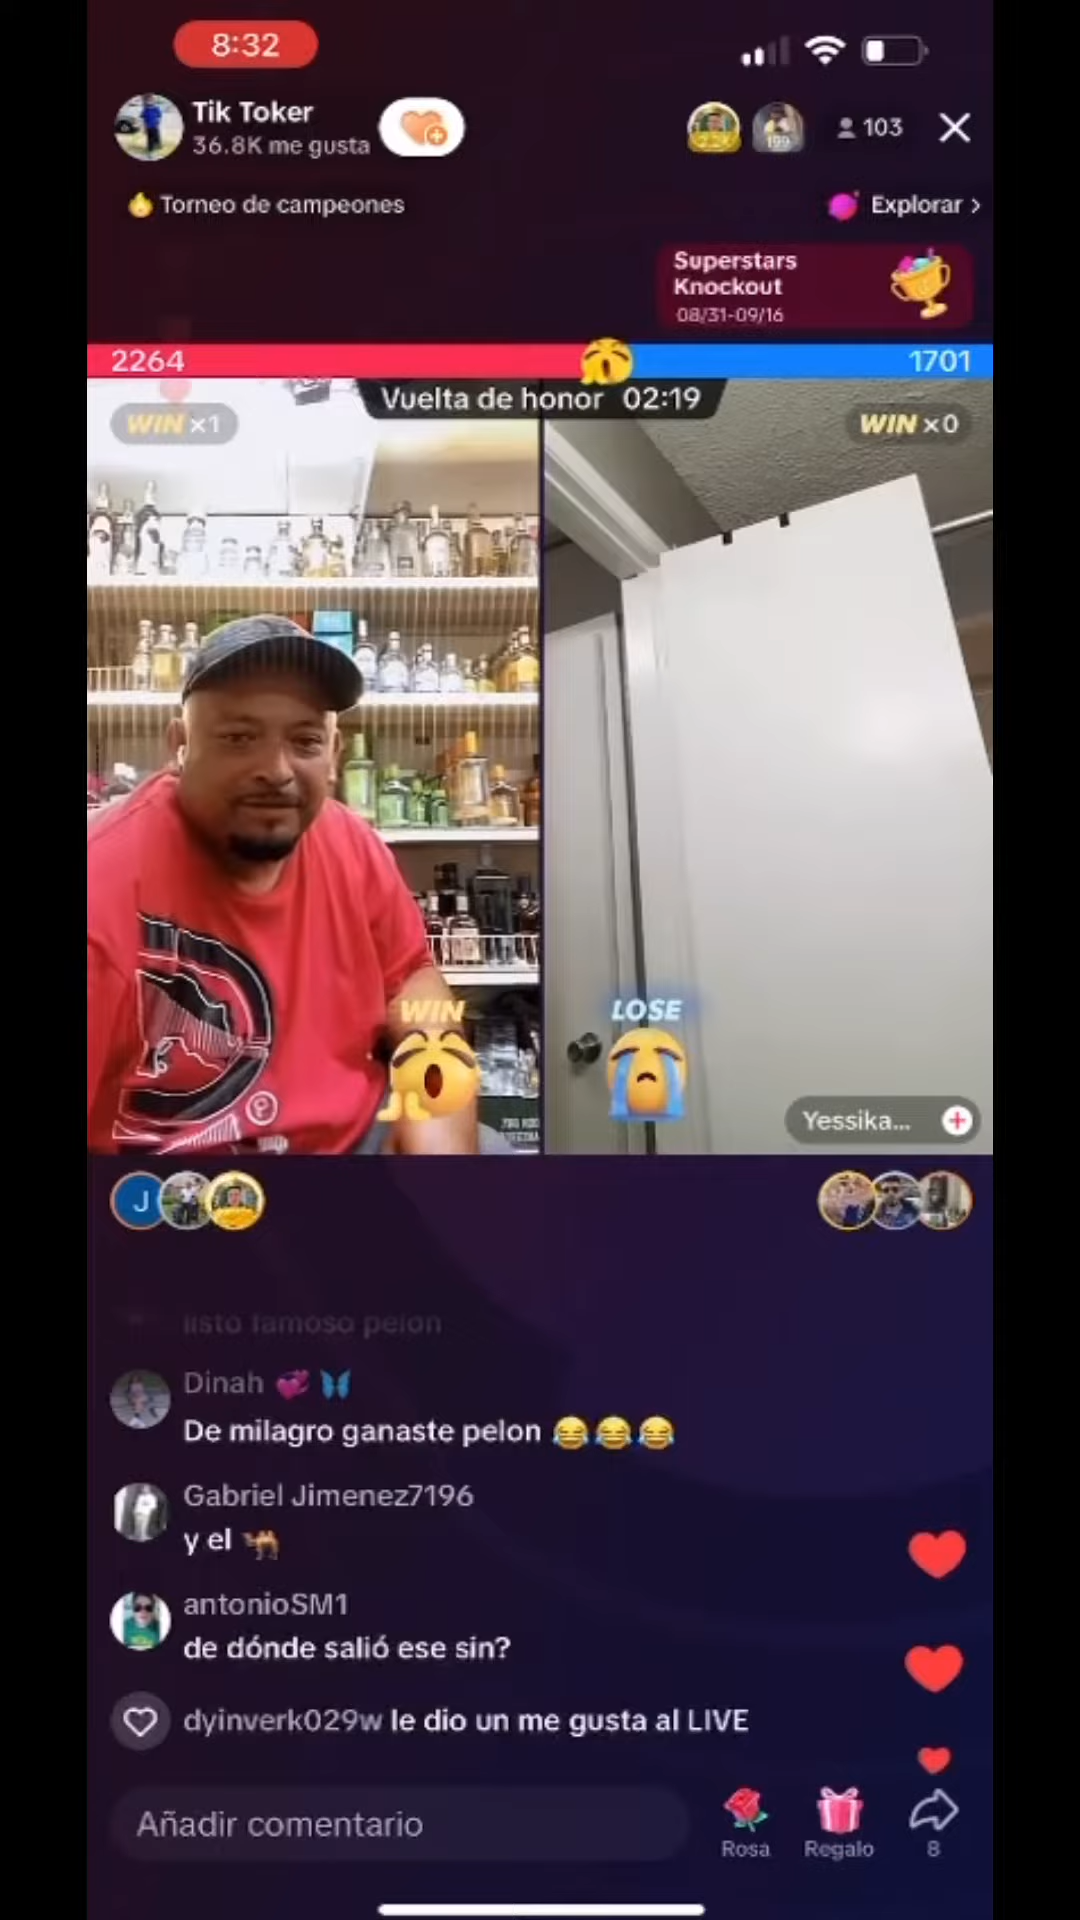 8:32
Tik Toker
36.8K me gusta
199
103
Torneo de campeones
Explorar >
Superstars
Knockout
08/31-09/16
2264
1701
Vuelta de honor 02:19
WIN x1
WIN x0
WIN
LOSE
Yessika...
J
listo famoso pelon
Dinah 💞 🦋
De milagro ganaste pelon 😂😂😂
Gabriel Jimenez7196
y el 🐫
antonioSM1
de dónde salió ese sin?
dyinverk029w le dio un me gusta al LIVE
Añadir comentario
Rosa
Regalo
8